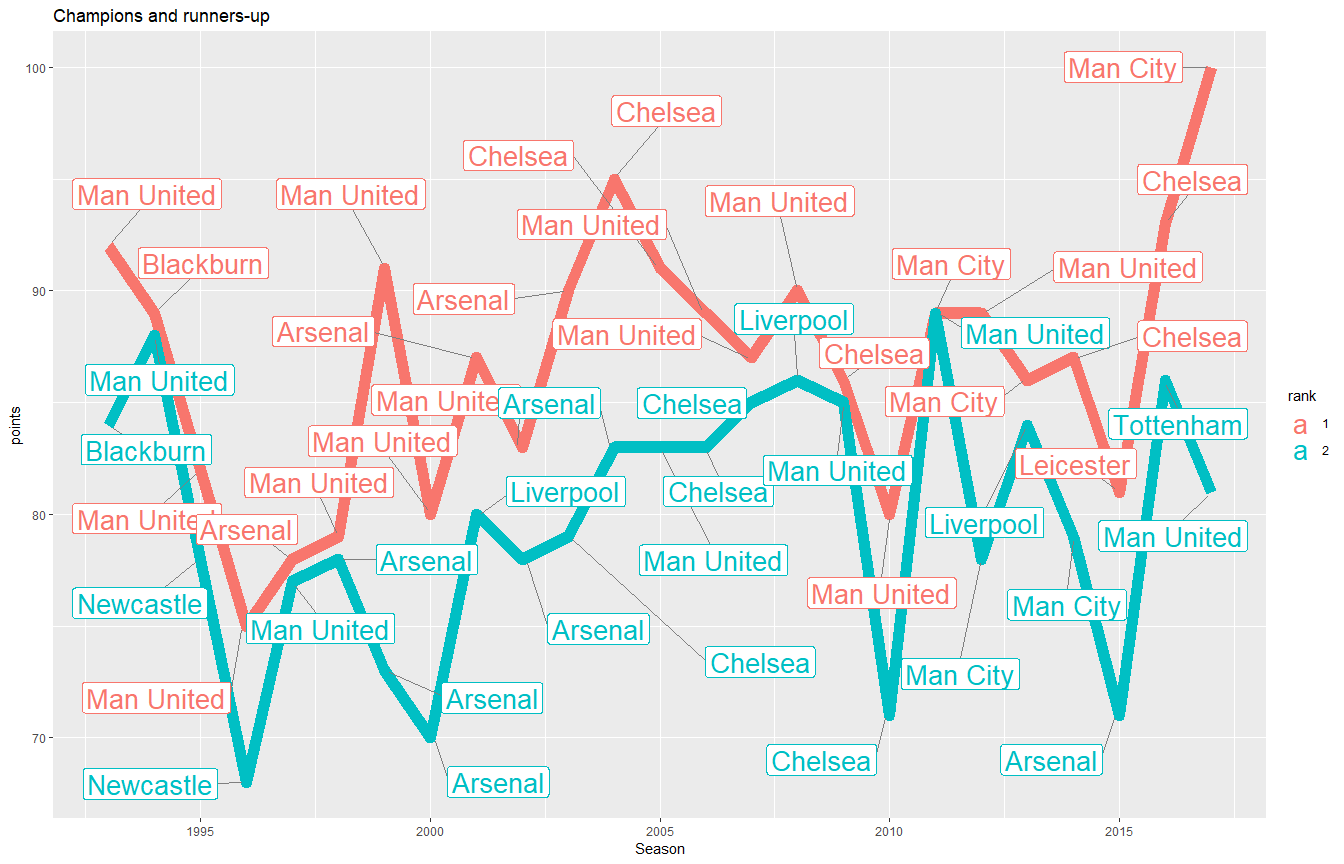 Champions and runners-up
points
100
90
80
70
Man City
Chelsea
Chelsea
Chelsea
Man United
Man United
Man United
Man United
Blackburn
Man City
Man United
Arsenal
Liverpool
Arsenal
Man United
Man United
Chelsea
Chelsea
Man United
Man United
Arsenal
Chelsea
Man City
Tottenham
Man United
Blackburn
Leicester
Man United
Man United
Liverpool
Chelsea
Man United
Arsenal
Liverpool
Man United
Arsenal
Man United
Man United
Newcastle
Man City
Man United
Arsenal
Chelsea
Man City
Man United
Arsenal
Chelsea
Arsenal
Newcastle
Arsenal
1995
2000
2005
2010
2015
Season
rank
a 1
a 2